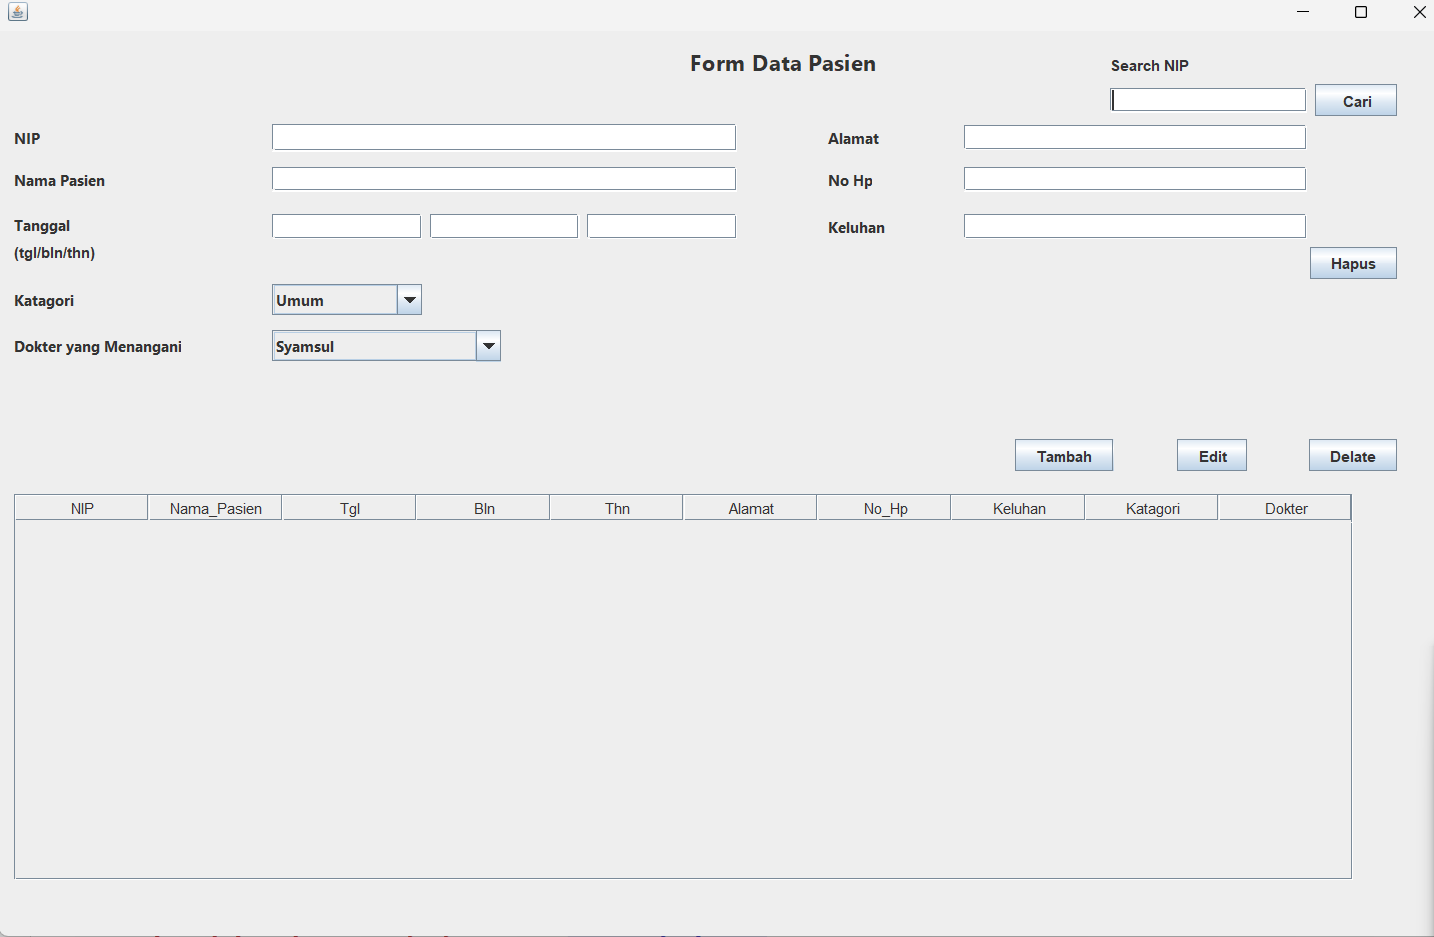 Form Data Pasien
Search NIP
Cari
NIP
Alamat
Nama Pasien
No Hp
Tanggal
(tgl/bln/thn)
Keluhan
Hapus
Katagori
Umum
Dokter yang Menangani
Syamsul
Tambah
Edit
Delate
NIP Nama_Pasien Tgl Bln Thn Alamat No_Hp Keluhan Katagori Dokter